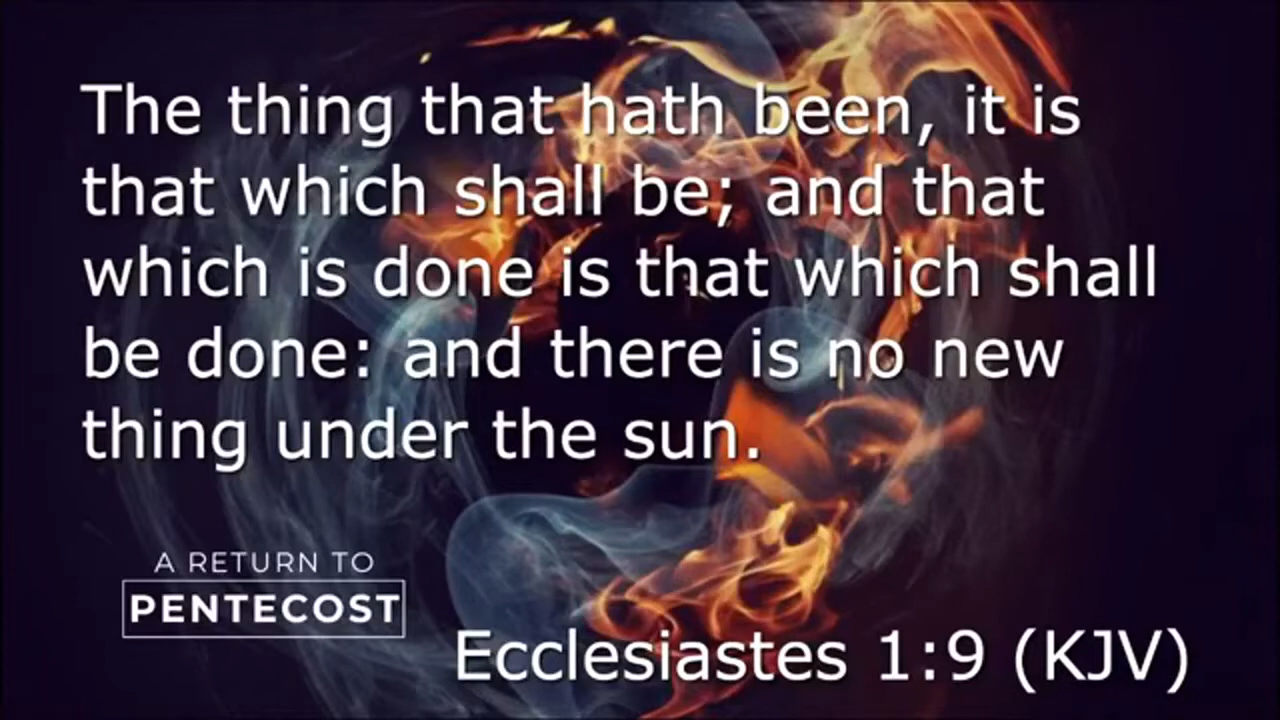 The thing that hath been, it is
that which shall be; and that
which is done is that which shall
be done: and there is no new
thing under the sun.
A RETURN TO
PENTECOST
Ecclesiastes 1:9 (KJV)